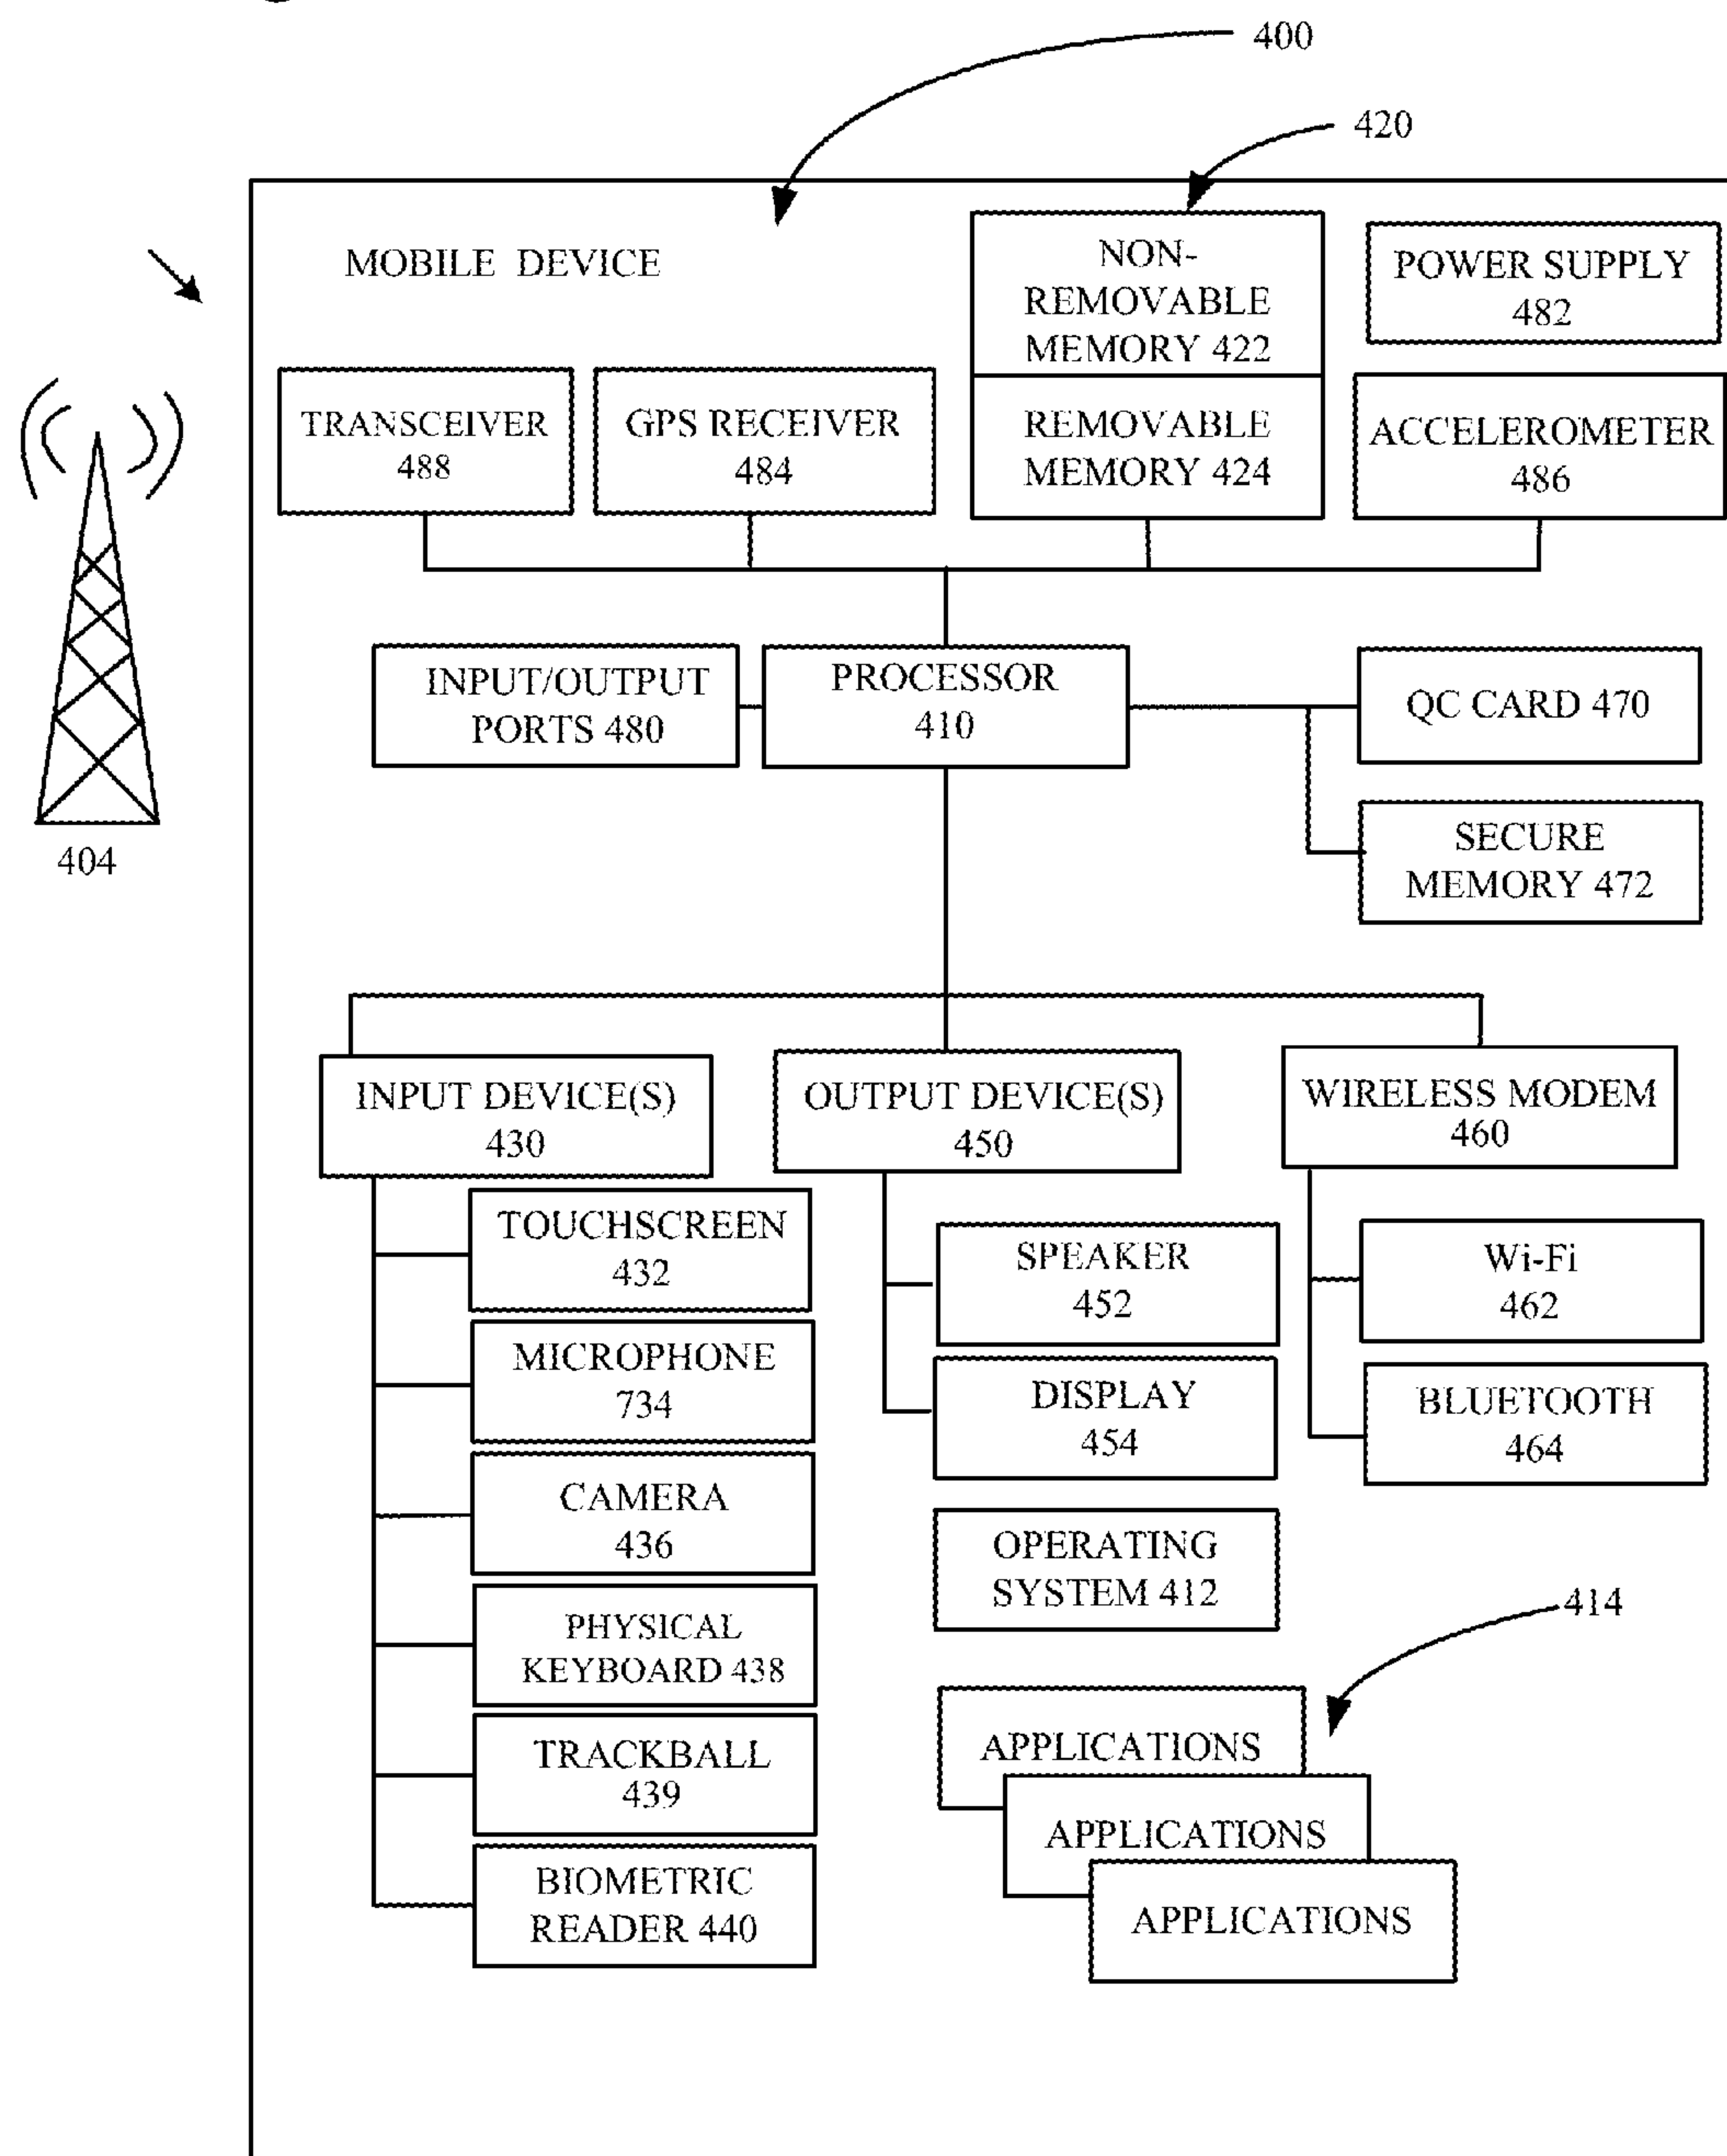 400
420
MOBILE DEVICE
NON-
REMOVABLE
MEMORY 422
POWER SUPPLY
482
TRANSCEIVER
488
GPS RECEIVER
484
REMOVABLE
MEMORY 424
ACCELEROMETER
486
INPUT/OUTPUT
PORTS 480
PROCESSOR
410
QC CARD 470
SECURE
MEMORY 472
404
INPUT DEVICE(S)
430
OUTPUT DEVICE(S)
450
WIRELESS MODEM
460
TOUCHSCREEN
432
MICROPHONE
734
CAMERA
436
PHYSICAL
KEYBOARD 438
TRACKBALL
439
BIOMETRIC
READER 440
SPEAKER
452
DISPLAY
454
Wi-Fi
462
BLUETOOTH
464
OPERATING
SYSTEM 412
414
APPLICATIONS
APPLICATIONS
APPLICATIONS